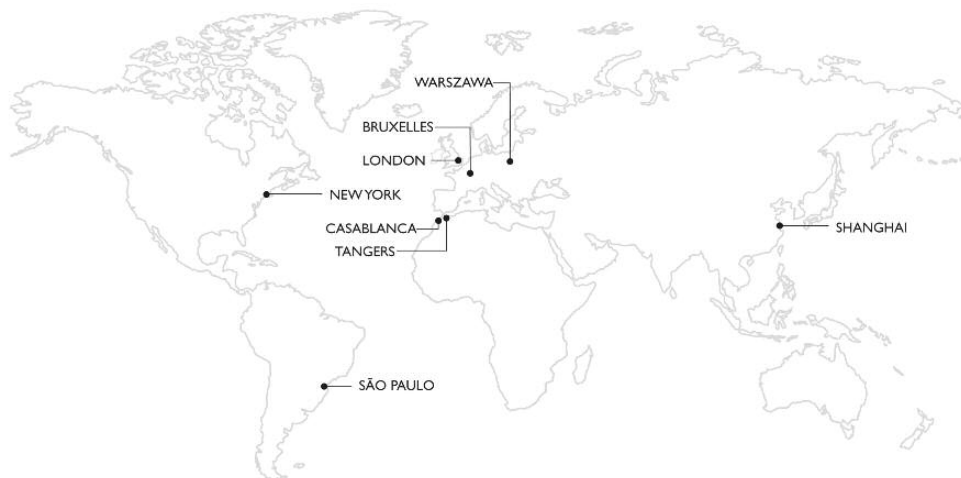 WARSZAWA
BRUXELLES
LONDON
NEW YORK
CASABLANCA
SHANGHAI
TANGERS
SÃO PAULO